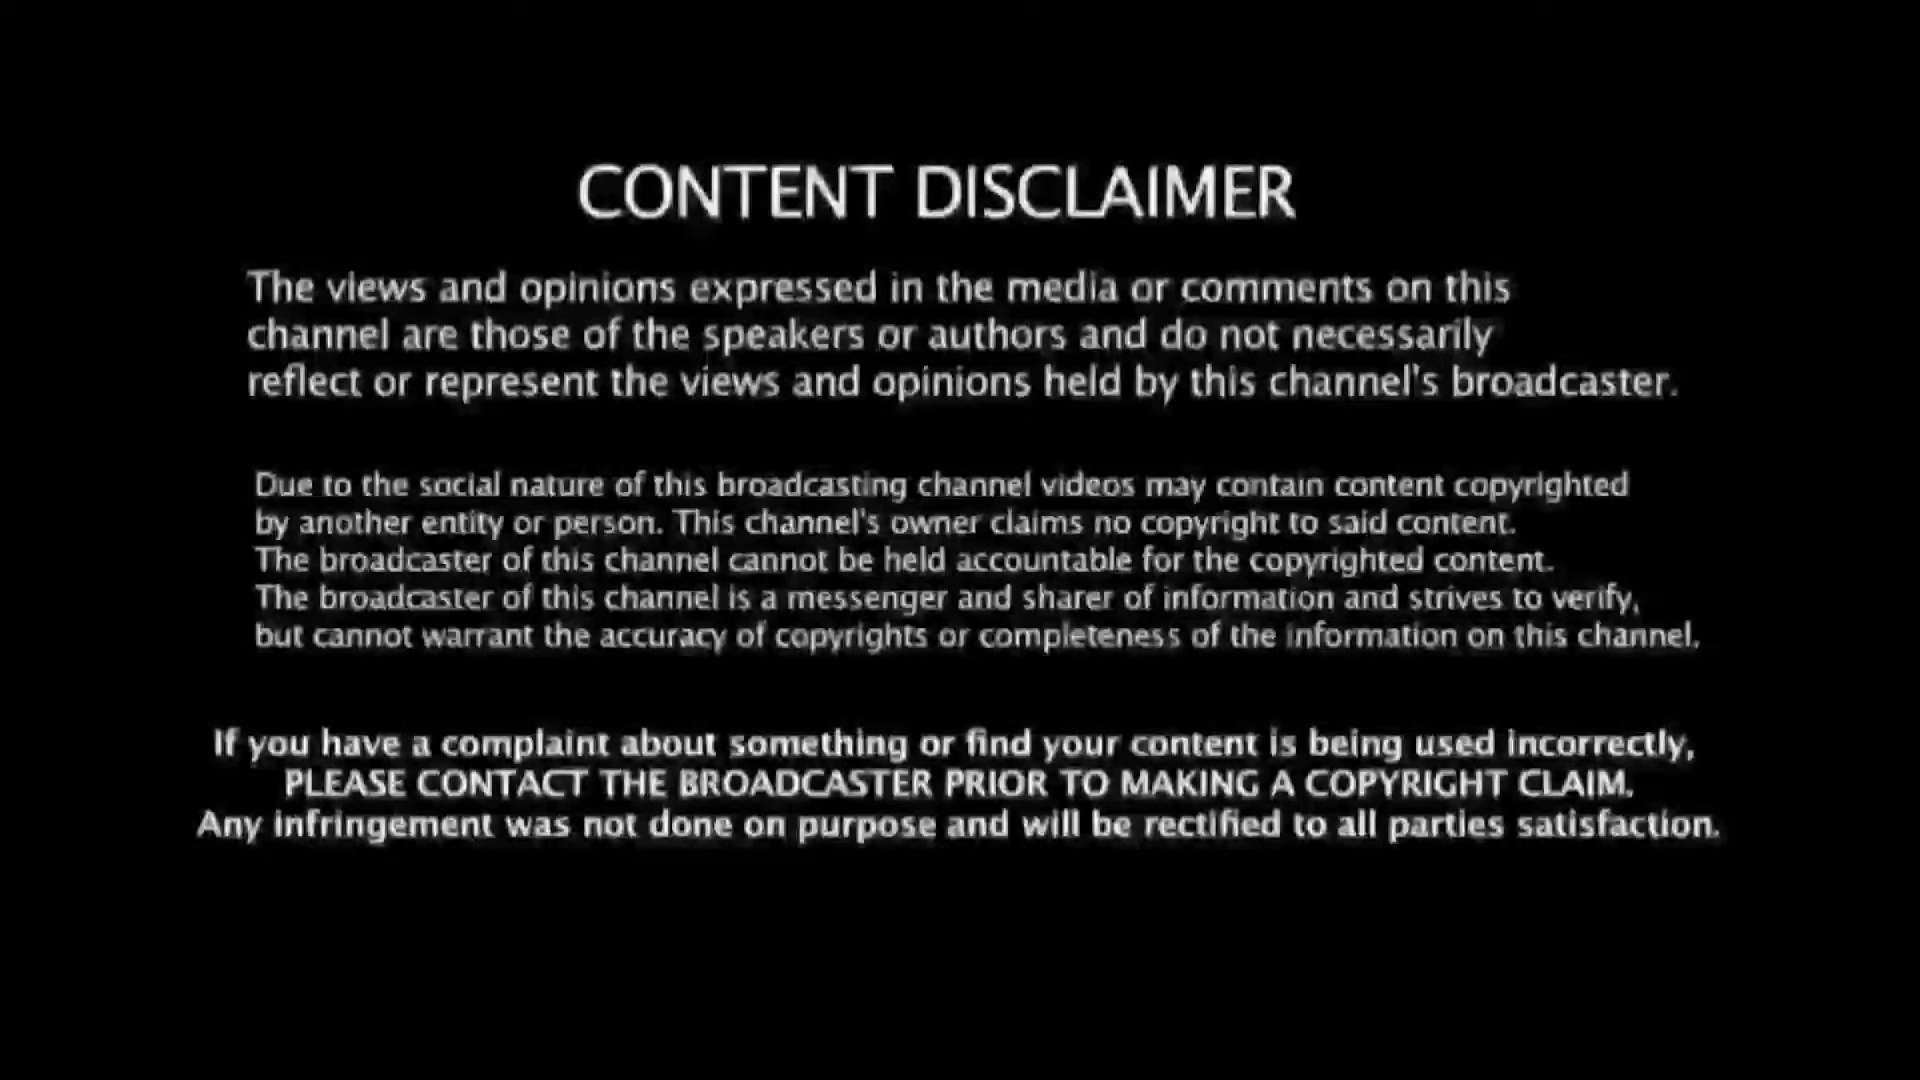 CONTENT DISCLAIMER
The views and opinions expressed in the media or comments on this
channel are those of the speakers or authors and do not necessarily
reflect or represent the views and opinions held by this channel's broadcaster.
Due to the social nature of this broadcasting channel videos may contain content copyrighted
by another entity or person. This channel's owner claims no copyright to said content.
The broadcaster of this channel cannot be held accountable for the copyrighted content.
The broadcaster of this channel is a messenger and sharer of information and strives to verify,
but cannot warrant the accuracy of copyrights or completeness of the information on this channel.
If you have a complaint about something or find your content is being used incorrectly,
PLEASE CONTACT THE BROADCASTER PRIOR TO MAKING A COPYRIGHT CLAIM.
Any infringement was not done on purpose and will be rectified to all parties satisfaction.